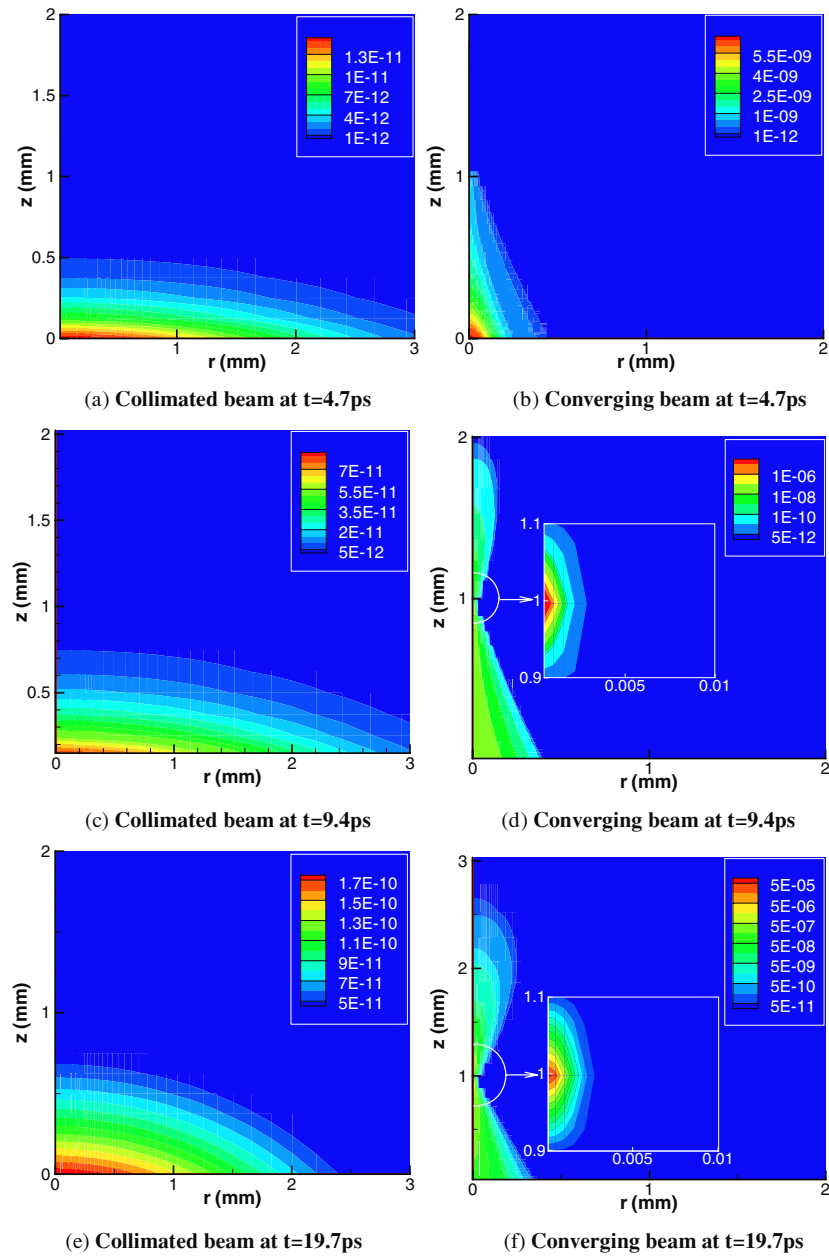 2
1.5
1
0.5
0
z (mm)
1
2
3
r (mm)
1.3E-11
1E-11
7E-12
4E-12
1E-12
2
1
0
z (mm)
0
1
2
r (mm)
5.5E-09
4E-09
2.5E-09
1E-09
1E-12
(a) Collimated beam at t=4.7ps
(b) Converging beam at t=4.7ps
2
1.5
1
0.5
z (mm)
0
1
2
3
r (mm)
7E-11
5.5E-11
3.5E-11
2E-11
5E-12
2
1
0
z (mm)
0
1
2
r (mm)
1E-06
1E-08
1E-10
5E-12
1.1
1
0.9
0.005
0.01
(c) Collimated beam at t=9.4ps
(d) Converging beam at t=9.4ps
2
1
0
z (mm)
0
1
2
3
r (mm)
1.7E-10
1.5E-10
1.3E-10
1.1E-10
9E-11
7E-11
5E-11
3
2
1
0
z (mm)
0
1
2
r (mm)
5E-05
5E-06
5E-07
5E-08
5E-09
5E-10
5E-11
1.1
1
0.9
0.005
0.01
(e) Collimated beam at t=19.7ps
(f) Converging beam at t=19.7ps